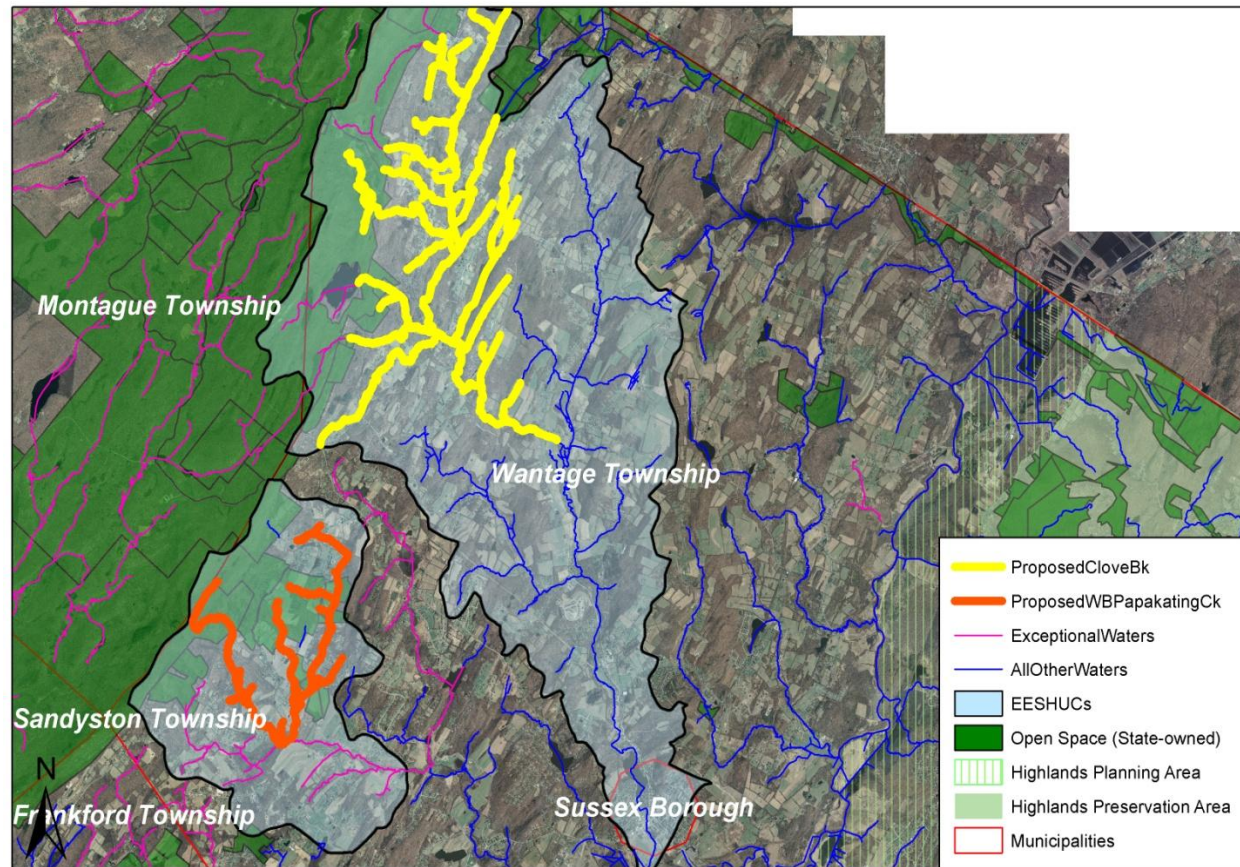 Montague Township
Wantage Township
Sandyston Township
N
Frankford Township
Sussex Borough
ProposedCloveBk
ProposedWBPapakatingCk
ExceptionalWaters
AllOtherWaters
EESHUCs
Open Space (State-owned)
Highlands Planning Area
Highlands Preservation Area
Municipalities